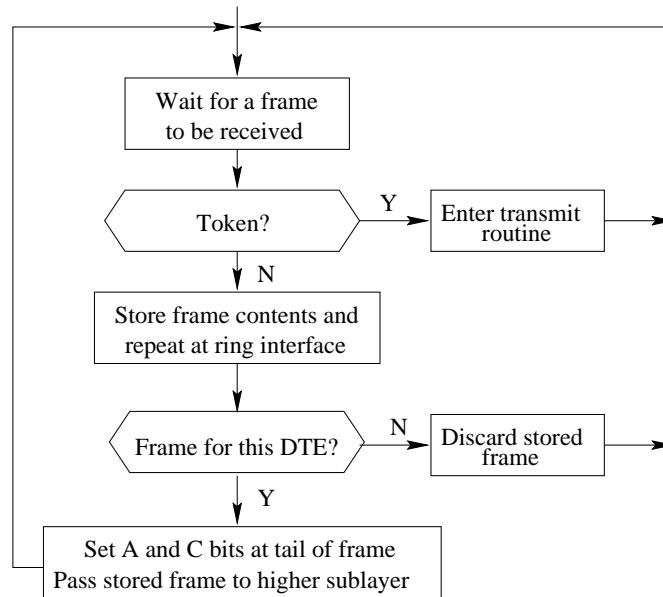 Wait for a frame
to be received
Token?
Y
Enter transmit
routine
N
Store frame contents and
repeat at ring interface
Frame for this DTE?
N
Discard stored
frame
Y
Set A and C bits at tail of frame
Pass stored frame to higher sublayer